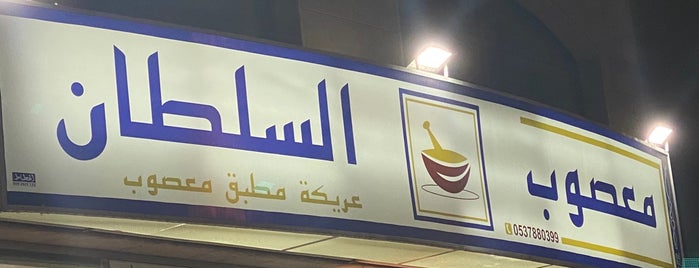 معصوب
السلطان
عريكة مطبق معصوب
0537880399